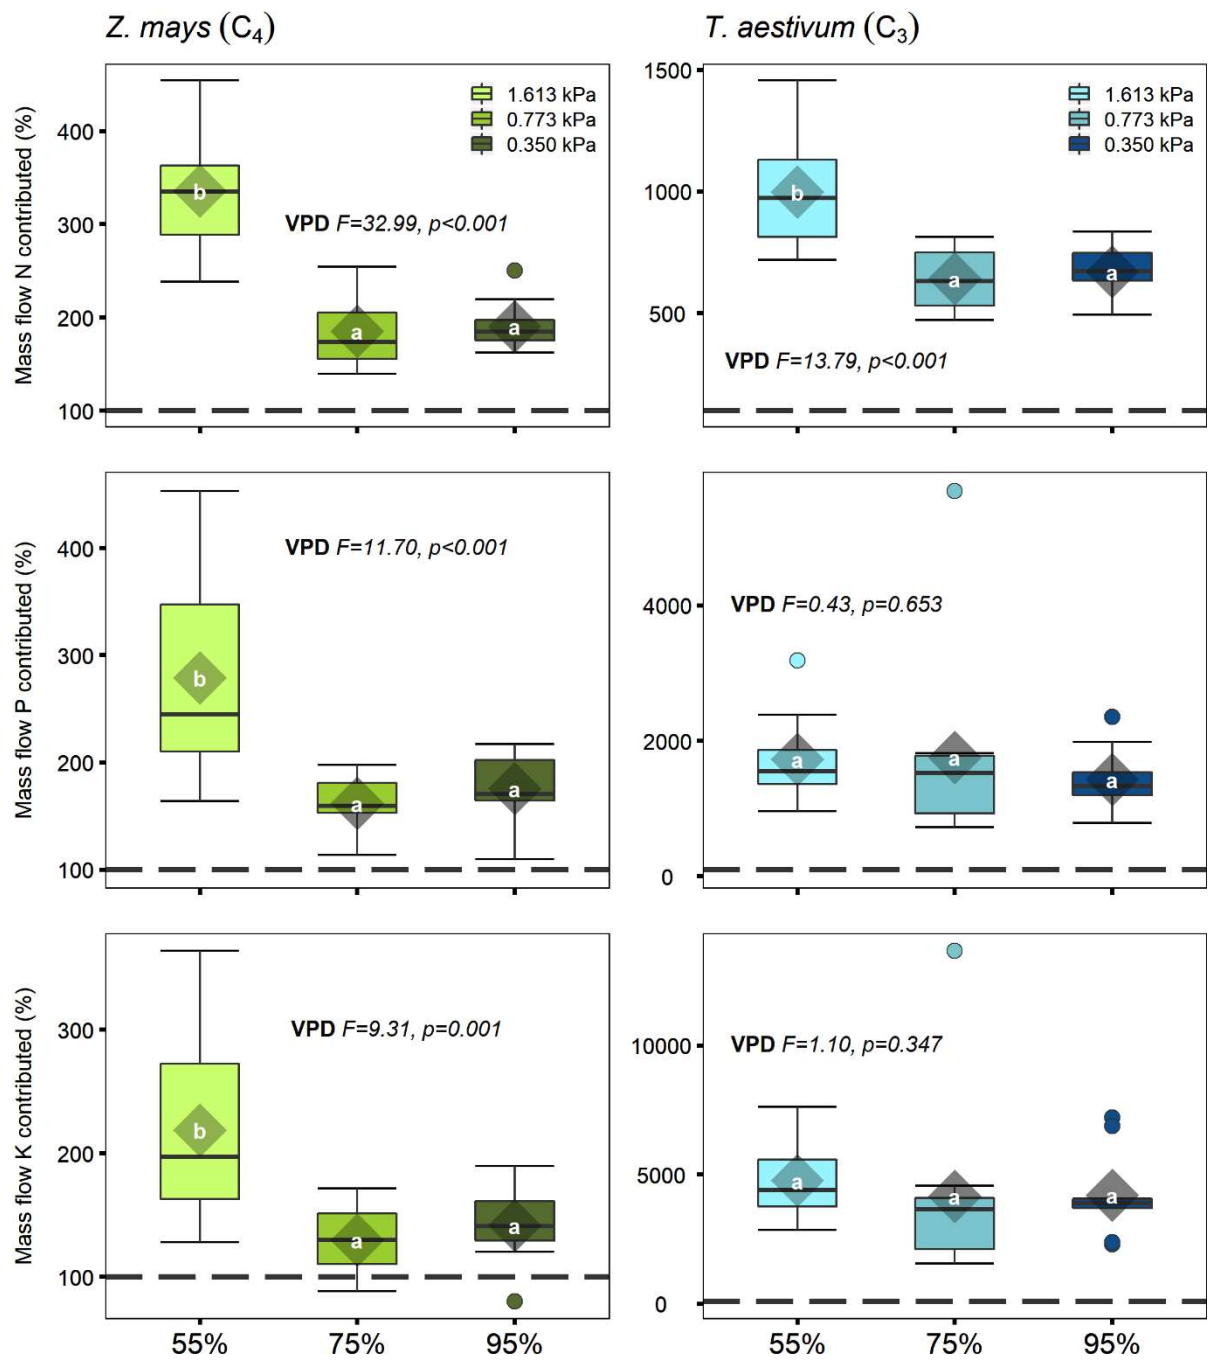 Z. mays (C4)
T. aestivum (C3)
Mass flow N contributed (%)
400
300
200
100
1.613 kPa
0.773 kPa
0.350 kPa
VPD F=32.99, p<0.001
b
a
a
1500
1000
500
1.613 kPa
0.773 kPa
0.350 kPa
VPD F=13.79, p<0.001
b
a
a
Mass flow P contributed (%)
400
300
200
100
VPD F=11.70, p<0.001
b
a
a
4000
2000
0
VPD F=0.43, p=0.653
a
a
a
Mass flow K contributed (%)
300
200
100
VPD F=9.31, p=0.001
b
a
a
55%
75%
95%
10000
5000
0
VPD F=1.10, p=0.347
a
a
a
55%
75%
95%